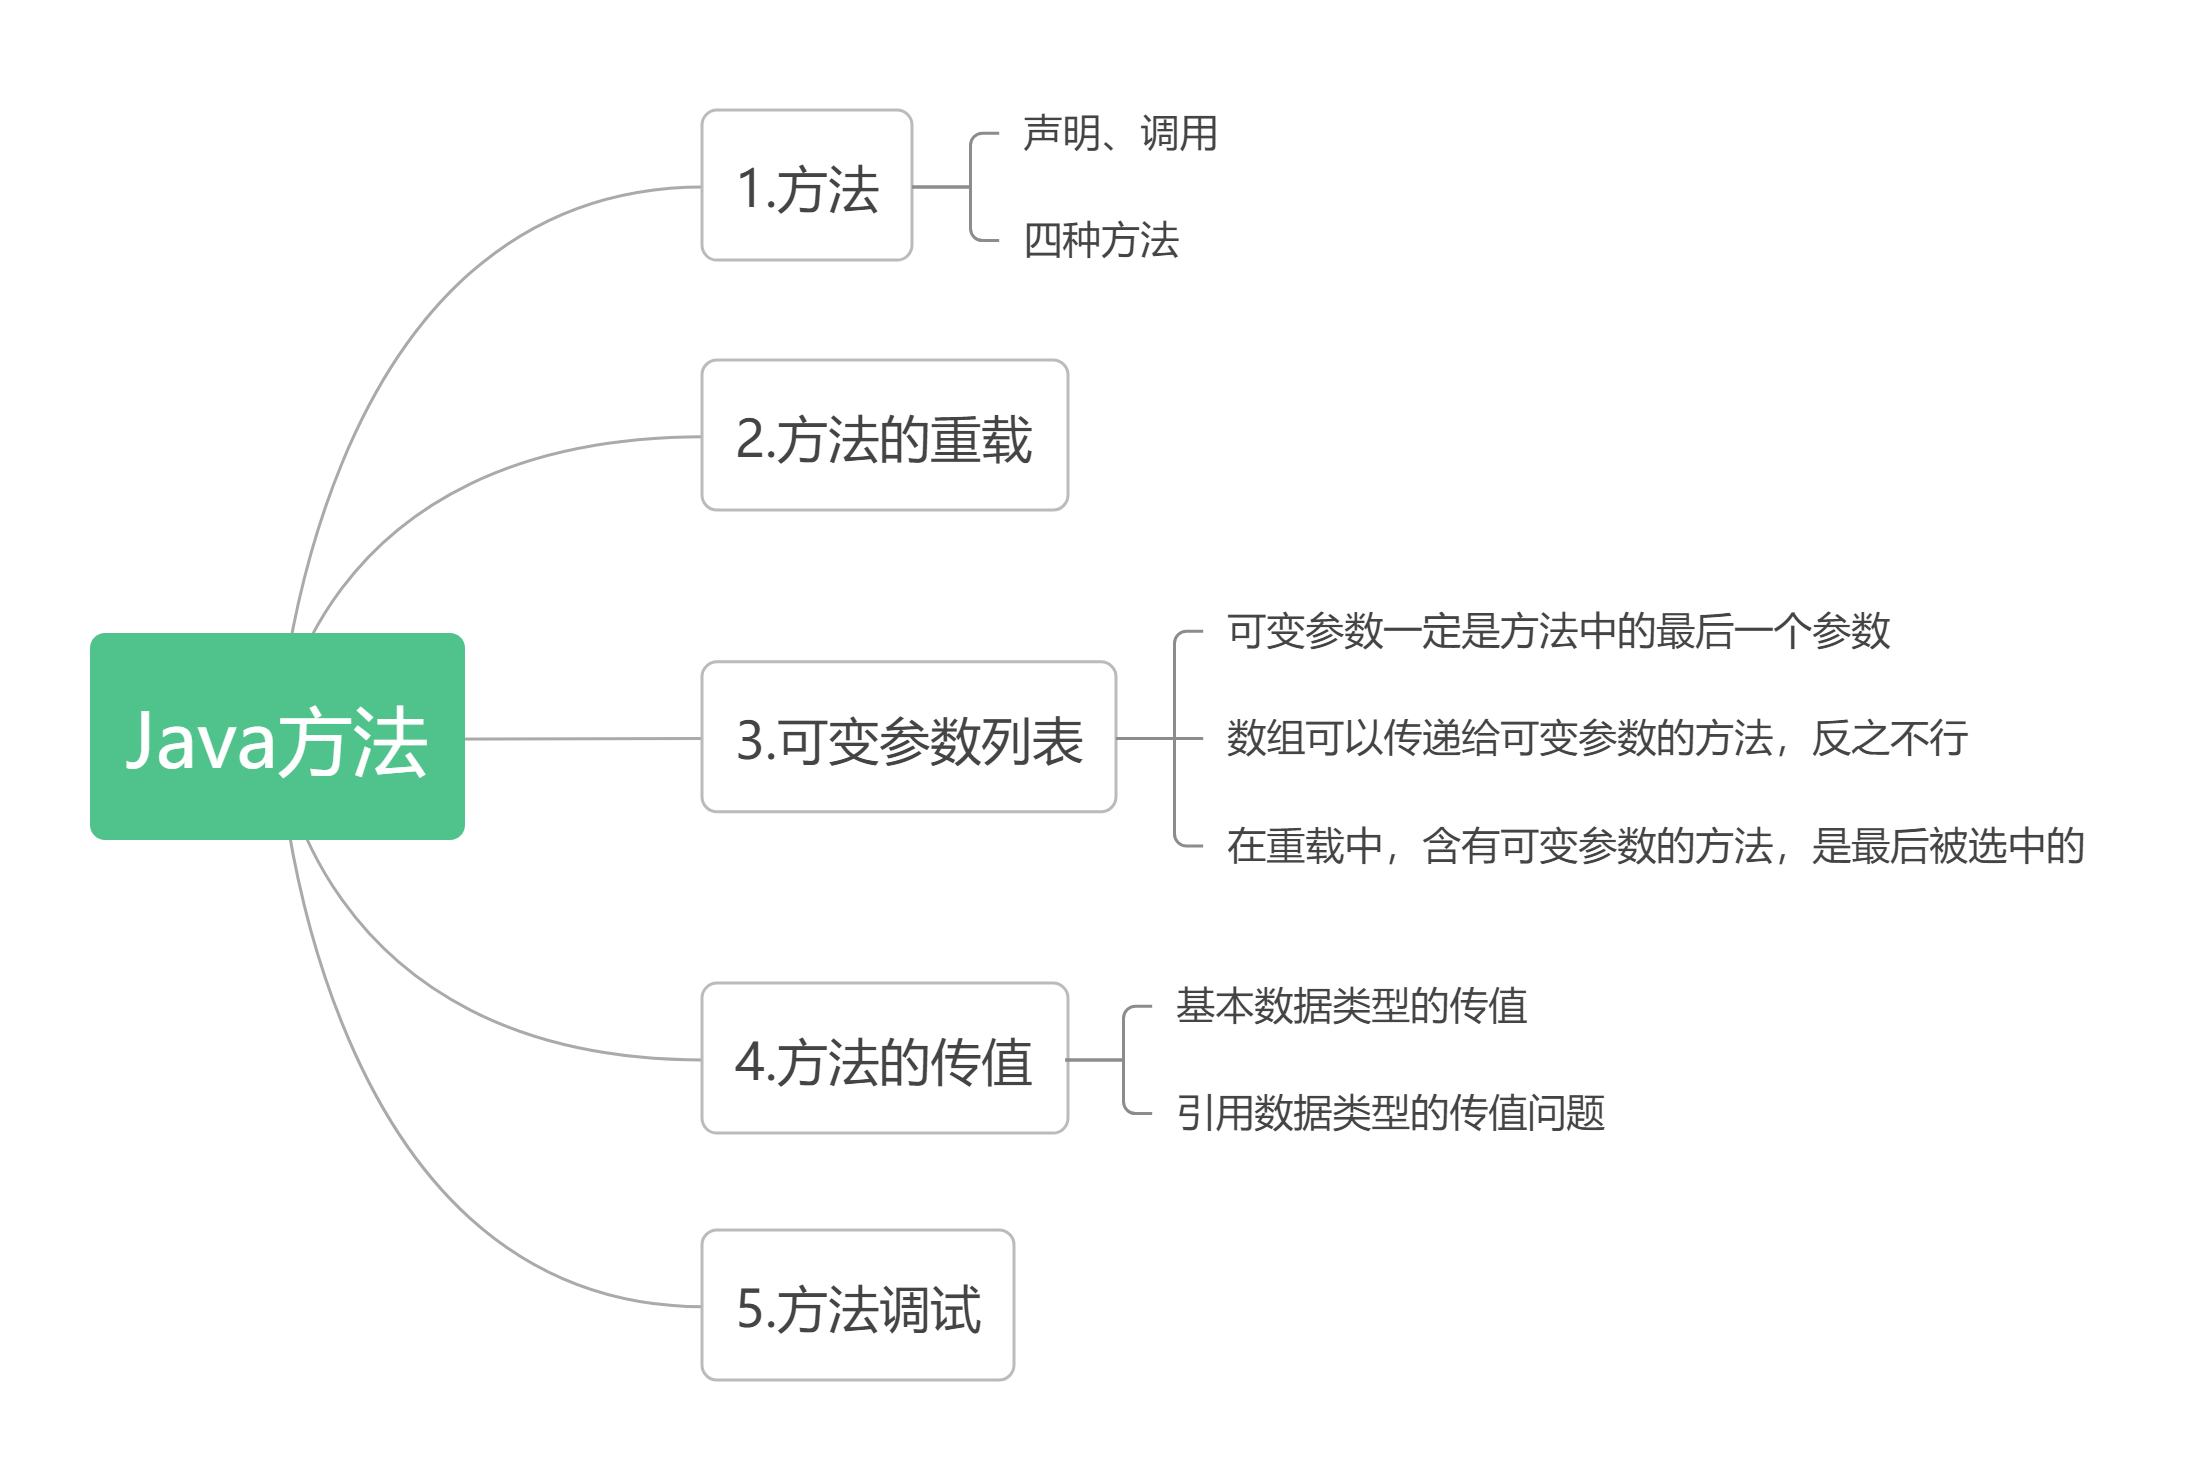 Java方法
1.方法
声明、调用
四种方法
2.方法的重载
3.可变参数列表
可变参数一定是方法中的最后一个参数
数组可以传递给可变参数的方法，反之不行
在重载中，含有可变参数的方法，是最后被选中的
4.方法的传值
基本数据类型的传值
引用数据类型的传值问题
5.方法调试